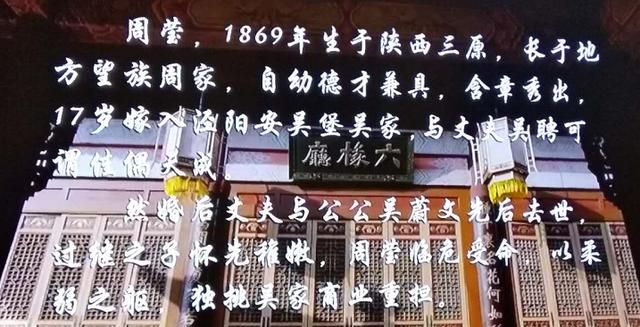 周莹，1869年生于陕西三原，长于地
方望族周家，自幼德才兼具，含章秀出，
17岁嫁入泾阳安吴堡吴家 与丈夫吴聘可
谓佳偶天成。
六椽廳
然婚后丈夫与公公吴蔚文先后去世，
过继之子怀先稚嫩，周莹临危受命，以柔
弱之躯，独挑吴家商业重担。
花何如